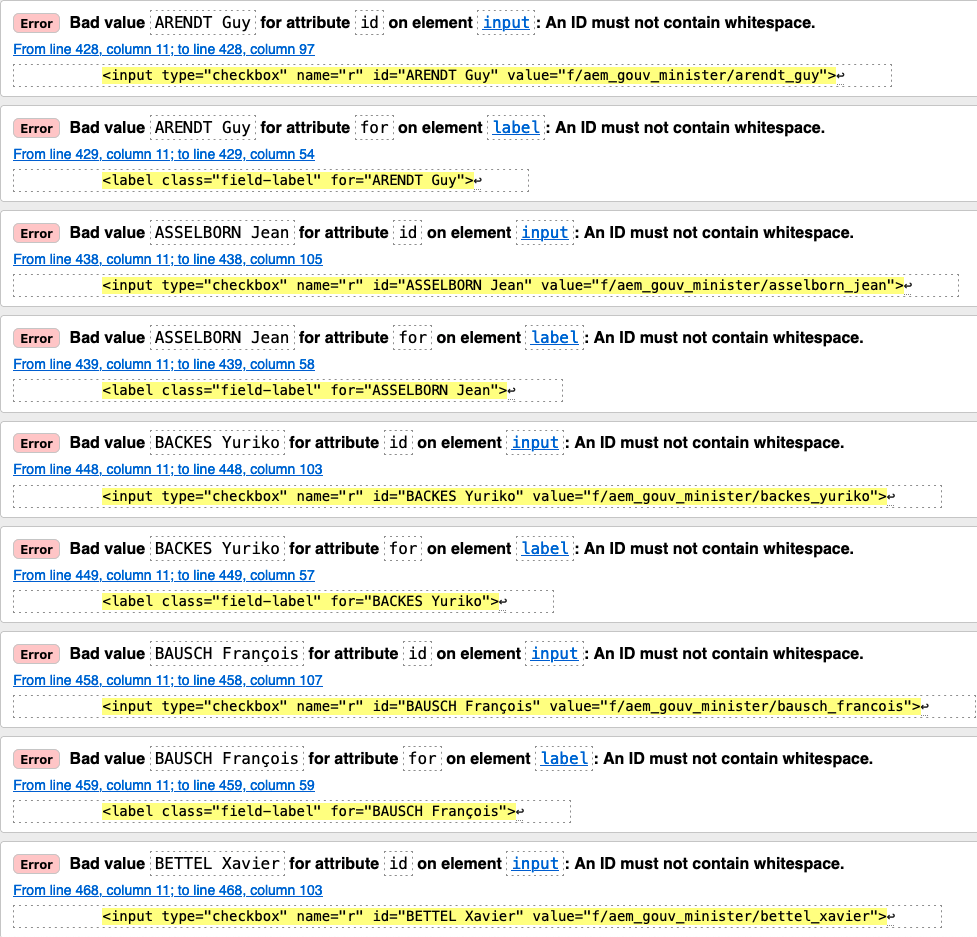 Error Bad value ARENDT Guy for attribute id on element input: An ID must not contain whitespace.
From line 428, column 11; to line 428, column 97
<input type="checkbox" name="r" id="ARENDT Guy" value="f/aem_gouv_minister/arendt_guy">↩
Error Bad value ARENDT Guy for attribute for on element label: An ID must not contain whitespace.
From line 429, column 11; to line 429, column 54
<label class="field-label" for="ARENDT Guy">↩
Error Bad value ASSELBORN Jean for attribute id on element input: An ID must not contain whitespace.
From line 438, column 11; to line 438, column 105
<input type="checkbox" name="r" id="ASSELBORN Jean" value="f/aem_gouv_minister/asselborn_jean">↩
Error Bad value ASSELBORN Jean for attribute for on element label: An ID must not contain whitespace.
From line 439, column 11; to line 439, column 58
<label class="field-label" for="ASSELBORN Jean">↩
Error Bad value BACKES Yuriko for attribute id on element input: An ID must not contain whitespace.
From line 448, column 11; to line 448, column 103
<input type="checkbox" name="r" id="BACKES Yuriko" value="f/aem_gouv_minister/backes_yuriko">↩
Error Bad value BACKES Yuriko for attribute for on element label: An ID must not contain whitespace.
From line 449, column 11; to line 449, column 57
<label class="field-label" for="BACKES Yuriko">↩
Error Bad value BAUSCH François for attribute id on element input: An ID must not contain whitespace.
From line 458, column 11; to line 458, column 107
<input type="checkbox" name="r" id="BAUSCH François" value="f/aem_gouv_minister/bausch_francois">↩
Error Bad value BAUSCH François for attribute for on element label: An ID must not contain whitespace.
From line 459, column 11; to line 459, column 59
<label class="field-label" for="BAUSCH François">↩
Error Bad value BETTEL Xavier for attribute id on element input: An ID must not contain whitespace.
From line 468, column 11; to line 468, column 103
<input type="checkbox" name="r" id="BETTEL Xavier" value="f/aem_gouv_minister/bettel_xavier">↩